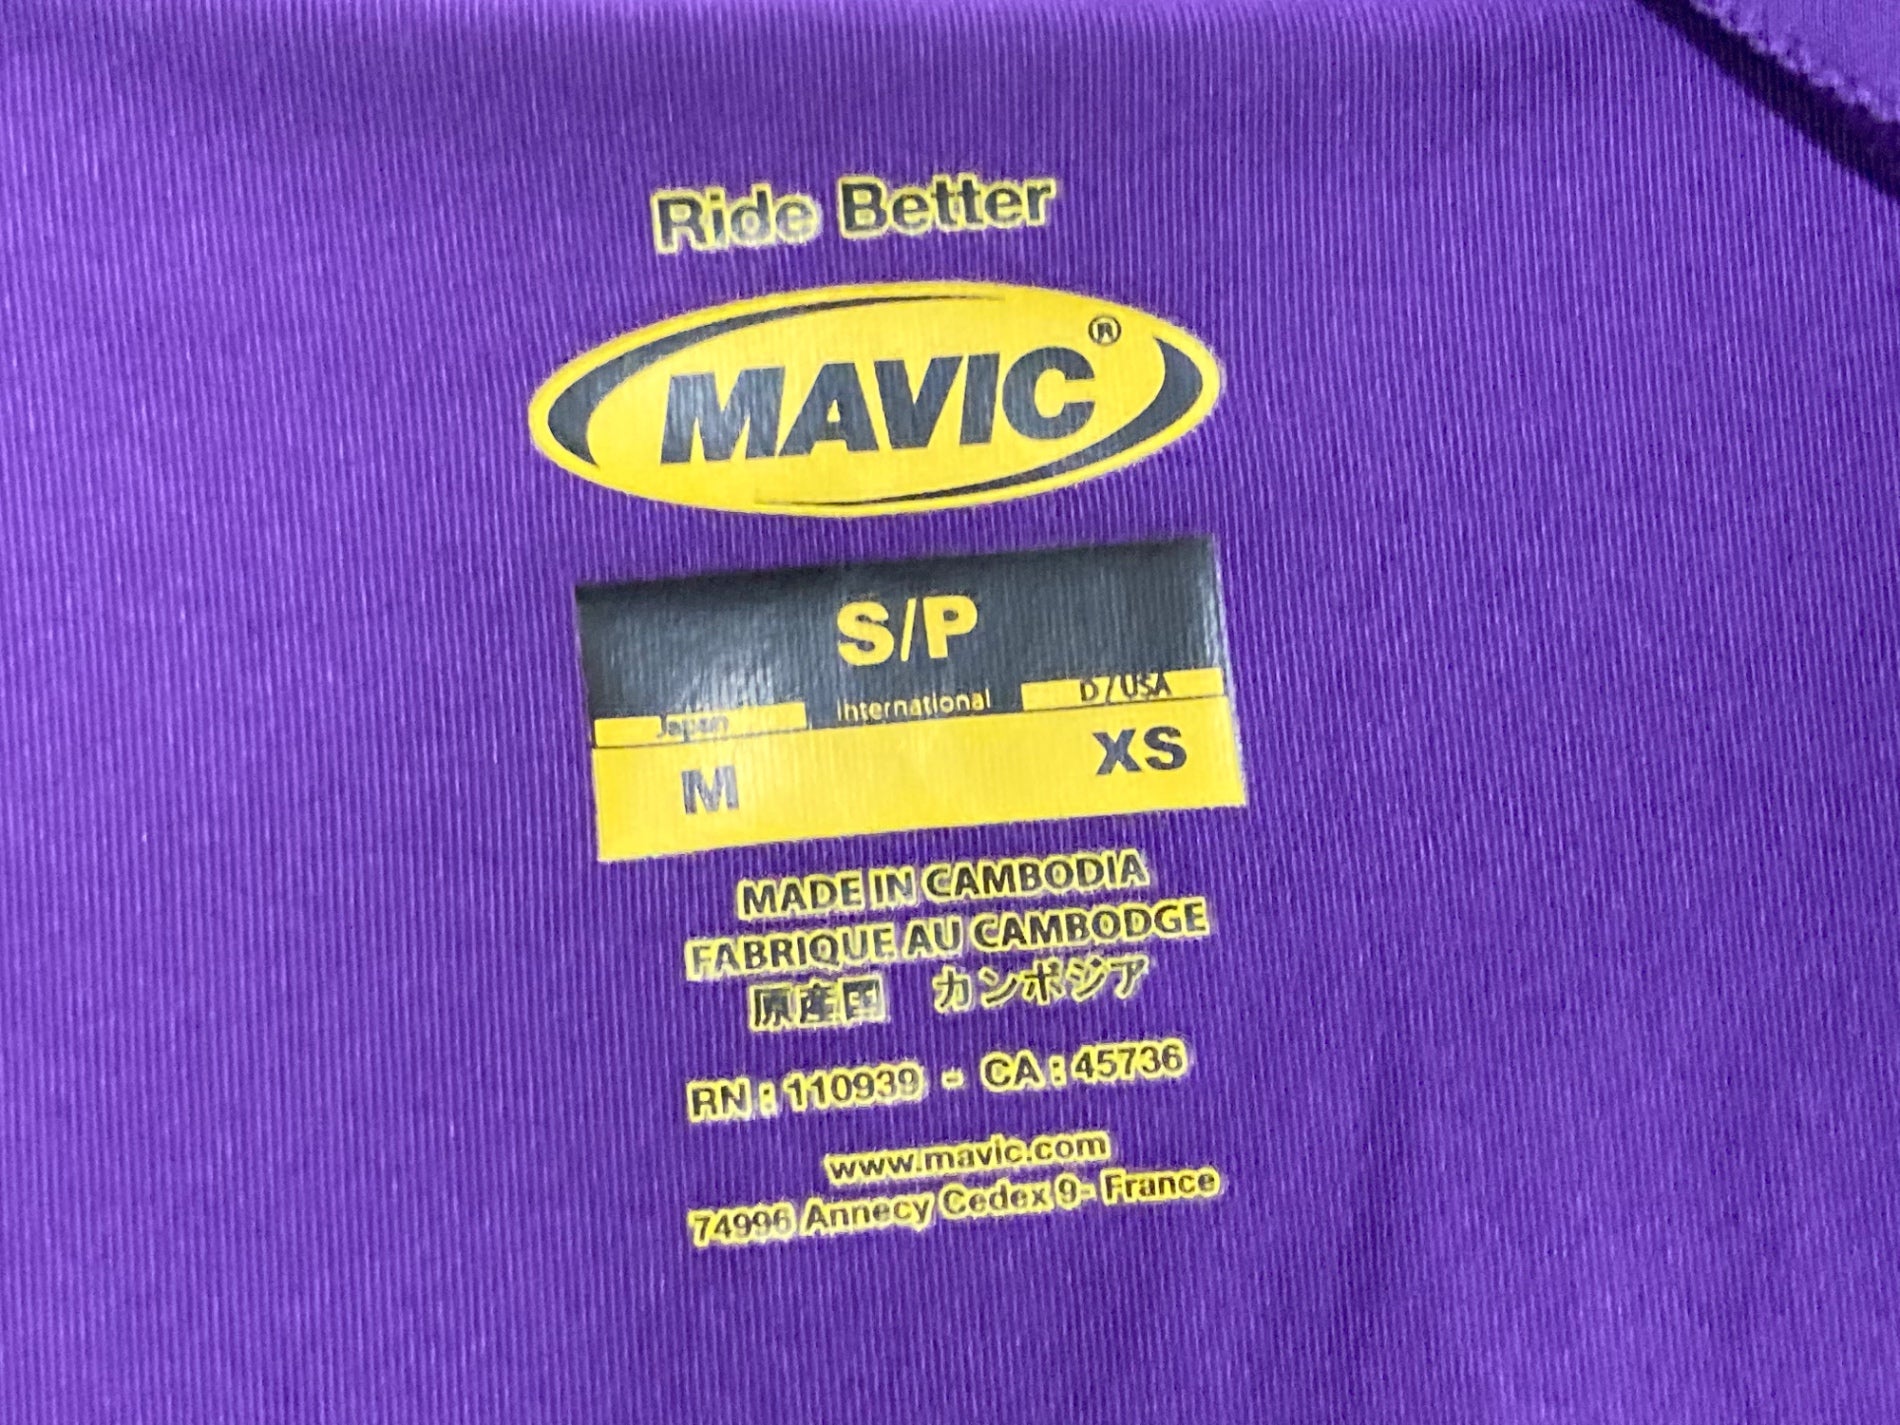 Ride Better
MAVIC®
S/P
Japan International D/USA
M XS
MADE IN CAMBODIA
FABRIQUE AU CAMBODGE
原産国　カンボジア
RN : 110939 - CA : 45736
www.mavic.com
74996 Annecy Cedex 9- France